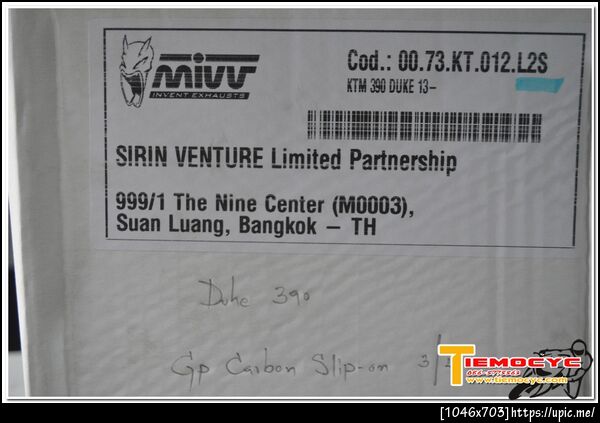 mivv
INVENT EXHAUSTS
Cod.: 00.73.KT.012.L2S
KTM 390 DUKE 13-
SIRIN VENTURE Limited Partnership
999/1 The Nine Center (M0003),
Suan Luang, Bangkok – TH
Duke 390
Gp Carbon Slip-on 3/
TIEMOCYC
www.tiemocyc.com
[1046x703]https://upic.me/